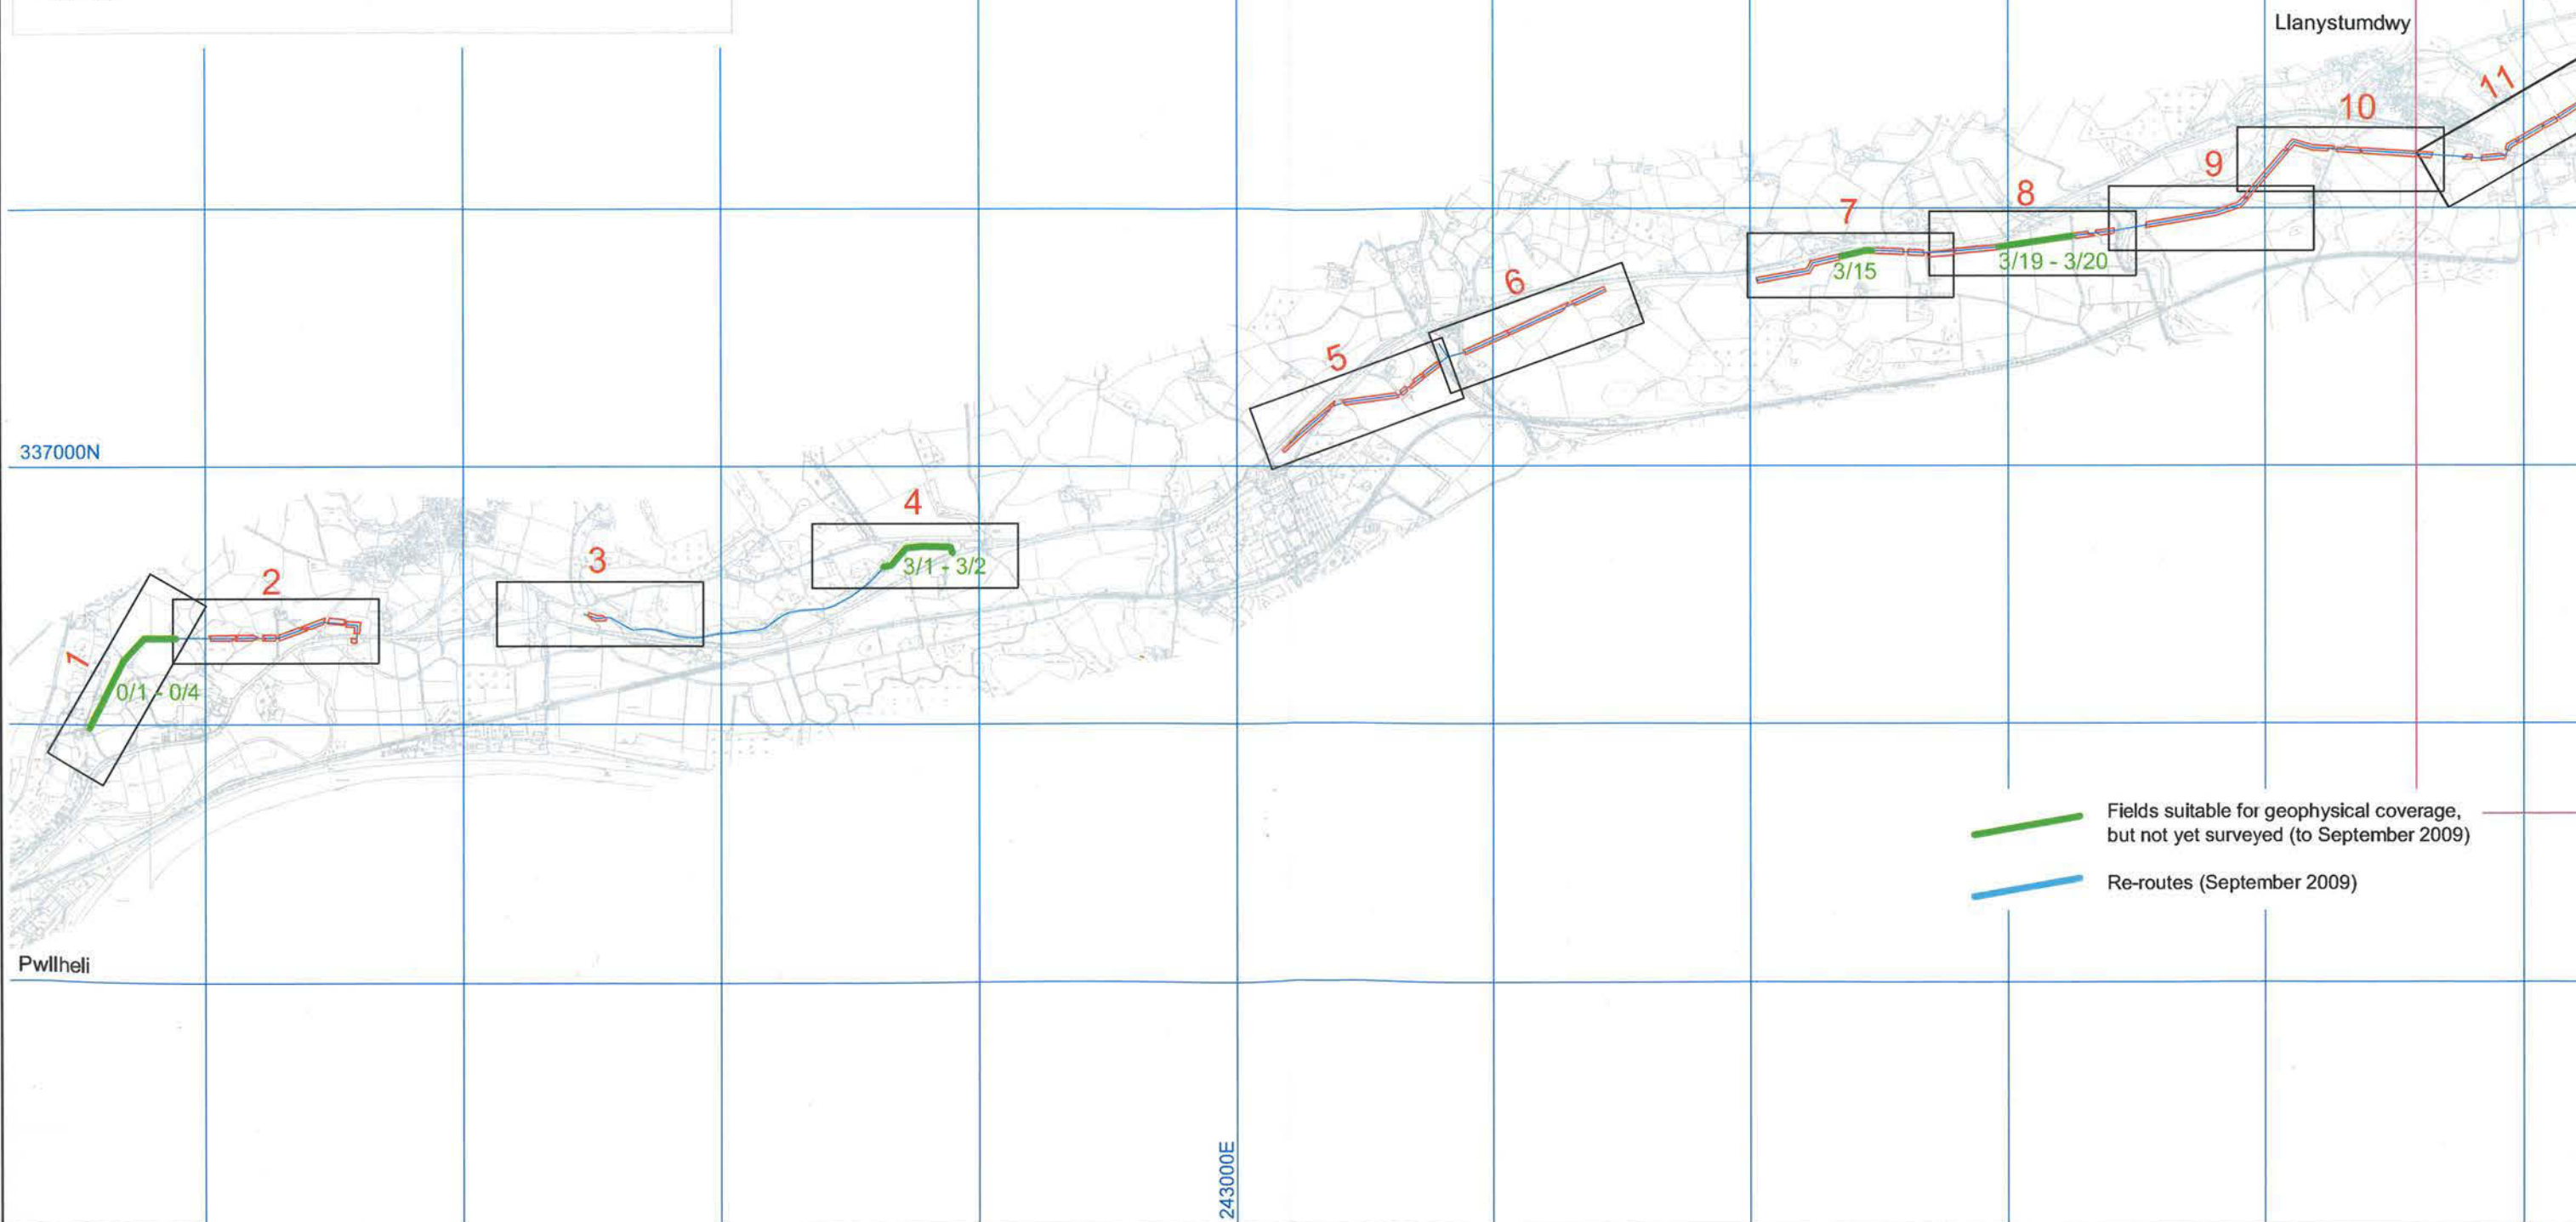 Llanystumdwy
11
10
9
8
7
3/19 - 3/20
3/15
6
5
337000N
4
3/1 - 3/2
3
2
1
0/1 - 0/4
Fields suitable for geophysical coverage,
but not yet surveyed (to September 2009)
Re-routes (September 2009)
Pwllheli
243000E